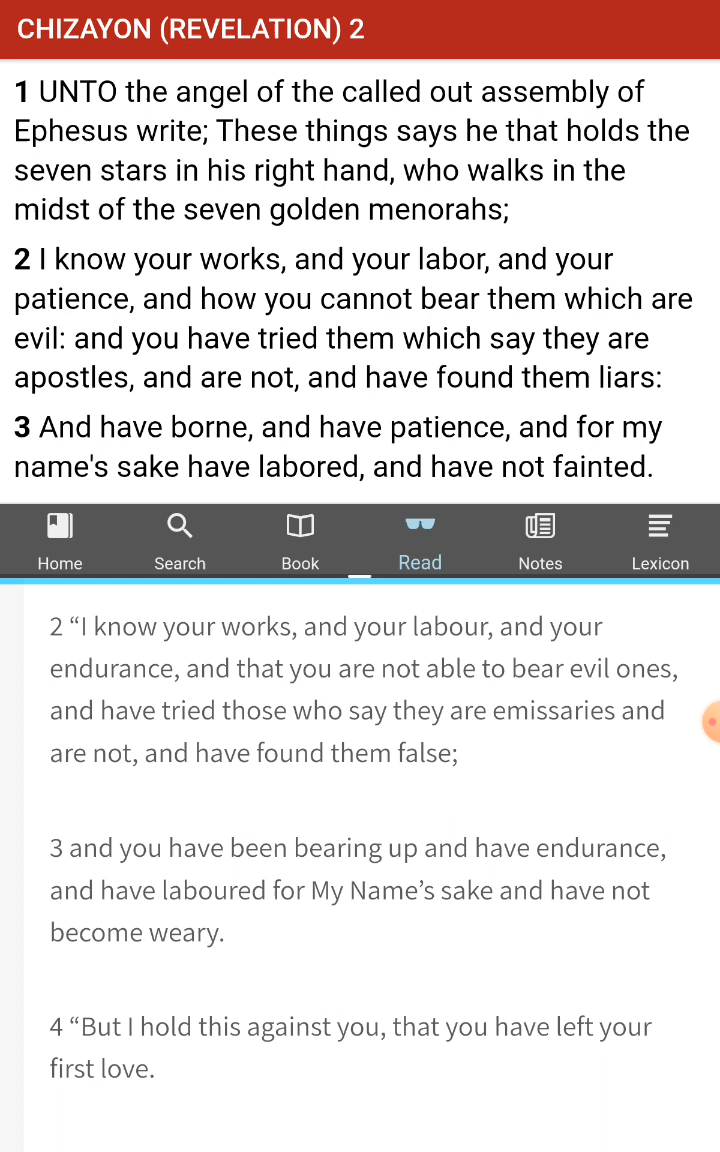 CHIZAYON (REVELATION) 2
1 UNTO the angel of the called out assembly of
Ephesus write; These things says he that holds the
seven stars in his right hand, who walks in the
midst of the seven golden menorahs;
2 I know your works, and your labor, and your
patience, and how you cannot bear them which are
evil: and you have tried them which say they are
apostles, and are not, and have found them liars:
3 And have borne, and have patience, and for my
name's sake have labored, and have not fainted.
Home Search Book Read Notes Lexicon
2 “I know your works, and your labour, and your
endurance, and that you are not able to bear evil ones,
and have tried those who say they are emissaries and
are not, and have found them false;
3 and you have been bearing up and have endurance,
and have laboured for My Name’s sake and have not
become weary.
4 “But I hold this against you, that you have left your
first love.